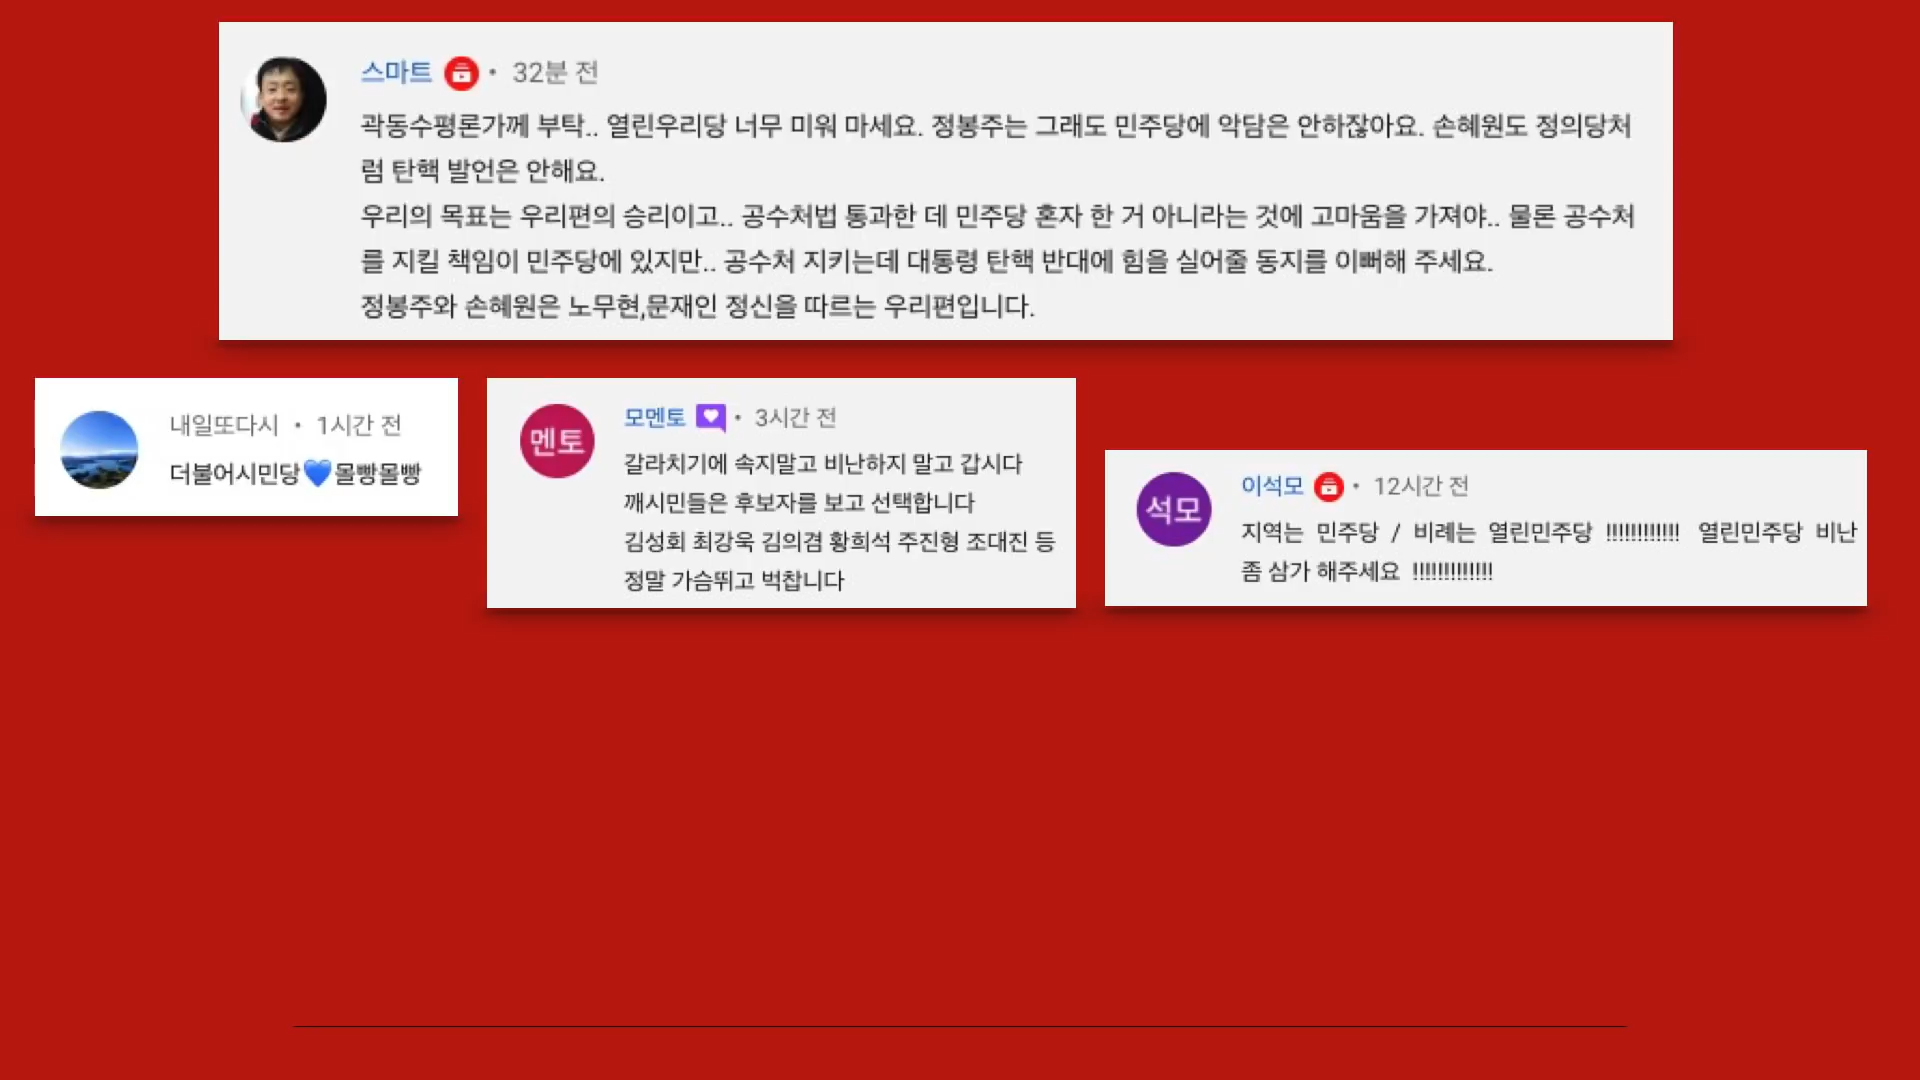 스마트 • 32분 전
곽동수평론가께 부탁.. 열린우리당 너무 미워 마세요. 정봉주는 그래도 민주당에 악담은 안하잖아요. 손혜원도 정의당처
럼 탄핵 발언은 안해요.
우리의 목표는 우리편의 승리이고.. 공수처법 통과한 데 민주당 혼자 한 거 아니라는 것에 고마움을 가져야.. 물론 공수처
를 지킬 책임이 민주당에 있지만.. 공수처 지키는데 대통령 탄핵 반대에 힘을 실어줄 동지를 이뻐해 주세요.
정봉주와 손혜원은 노무현,문재인 정신을 따르는 우리편입니다.
내일또다시 • 1시간 전
더불어시민당💙몰빵몰빵
멘토
모멘토 • 3시간 전
갈라치기에 속지말고 비난하지 말고 갑시다
깨시민들은 후보자를 보고 선택합니다
김성회 최강욱 김의겸 황희석 주진형 조대진 등
정말 가슴뛰고 벅찹니다
석모
이석모 • 12시간 전
지역는 민주당 / 비례는 열린민주당 !!!!!!!!!!!! 열린민주당 비난
좀 삼가 해주세요 !!!!!!!!!!!!!